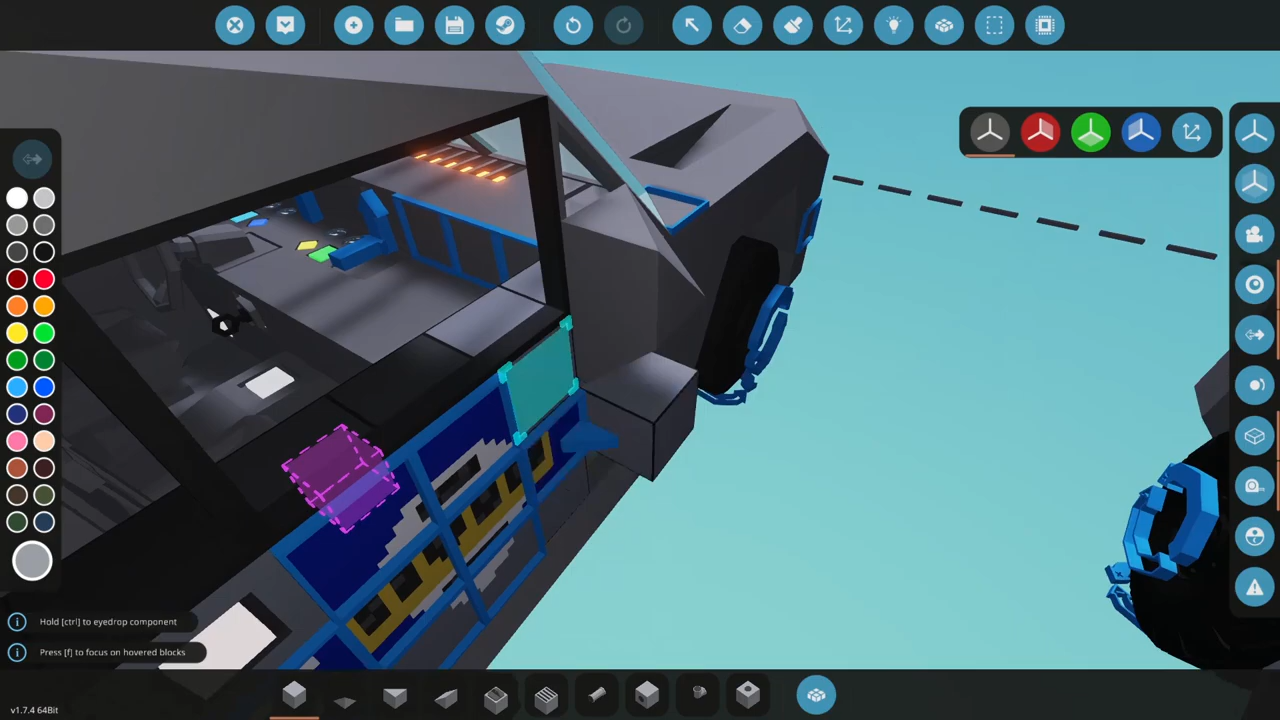 Hold [ctrl] to eyedrop component
Press [f] to focus on hovered blocks
v1.7.4 64Bit